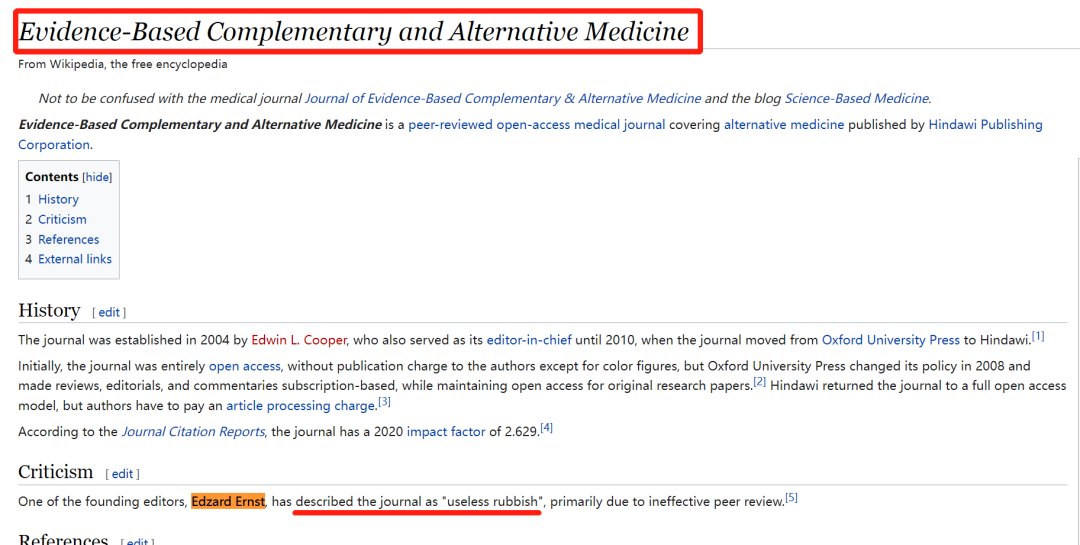 Evidence-Based Complementary and Alternative Medicine
From Wikipedia, the free encyclopedia
Not to be confused with the medical journal Journal of Evidence-Based Complementary & Alternative Medicine and the blog Science-Based Medicine.
Evidence-Based Complementary and Alternative Medicine is a peer-reviewed open-access medical journal covering alternative medicine published by Hindawi Publishing
Corporation.
Contents [hide]
1 History
2 Criticism
3 References
4 External links
History [ edit ]
The journal was established in 2004 by Edwin L. Cooper, who also served as its editor-in-chief until 2010, when the journal moved from Oxford University Press to Hindawi.[1]
Initially, the journal was entirely open access, without publication charge to the authors except for color figures, but Oxford University Press changed its policy in 2008 and
made reviews, editorials, and commentaries subscription-based, while maintaining open access for original research papers.[2] Hindawi returned the journal to a full open access
model, but authors have to pay an article processing charge.[3]
According to the Journal Citation Reports, the journal has a 2020 impact factor of 2.629.[4]
Criticism [ edit ]
One of the founding editors, Edzard Ernst, has described the journal as "useless rubbish", primarily due to ineffective peer review.[5]
References [ edit ]